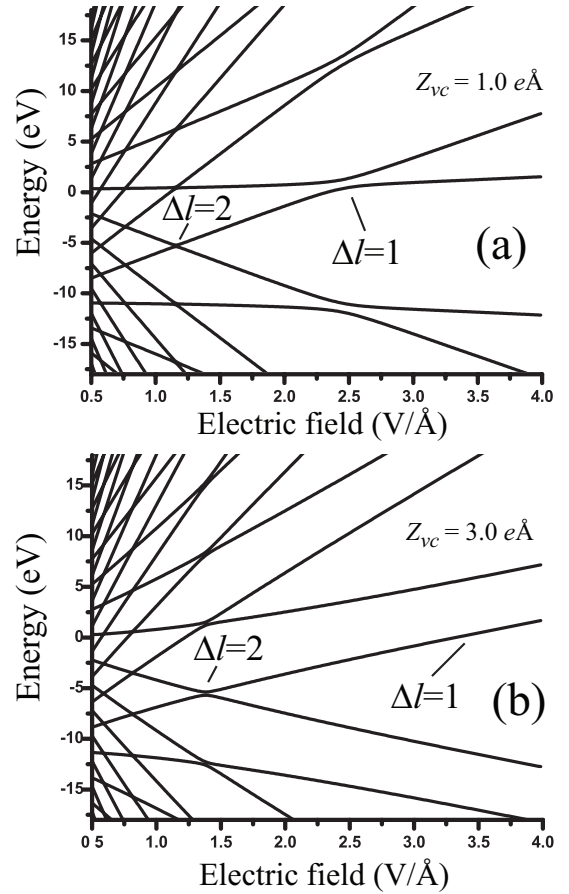 15
10
5
0
-5
-10
-15
Energy (eV)
Z_vc = 1.0 eÅ
Δl=2
Δl=1
(a)
0.5 1.0 1.5 2.0 2.5 3.0 3.5 4.0
Electric field (V/Å)
15
10
5
0
-5
-10
-15
Energy (eV)
Z_vc = 3.0 eÅ
Δl=2
Δl=1
(b)
0.5 1.0 1.5 2.0 2.5 3.0 3.5 4.0
Electric field (V/Å)